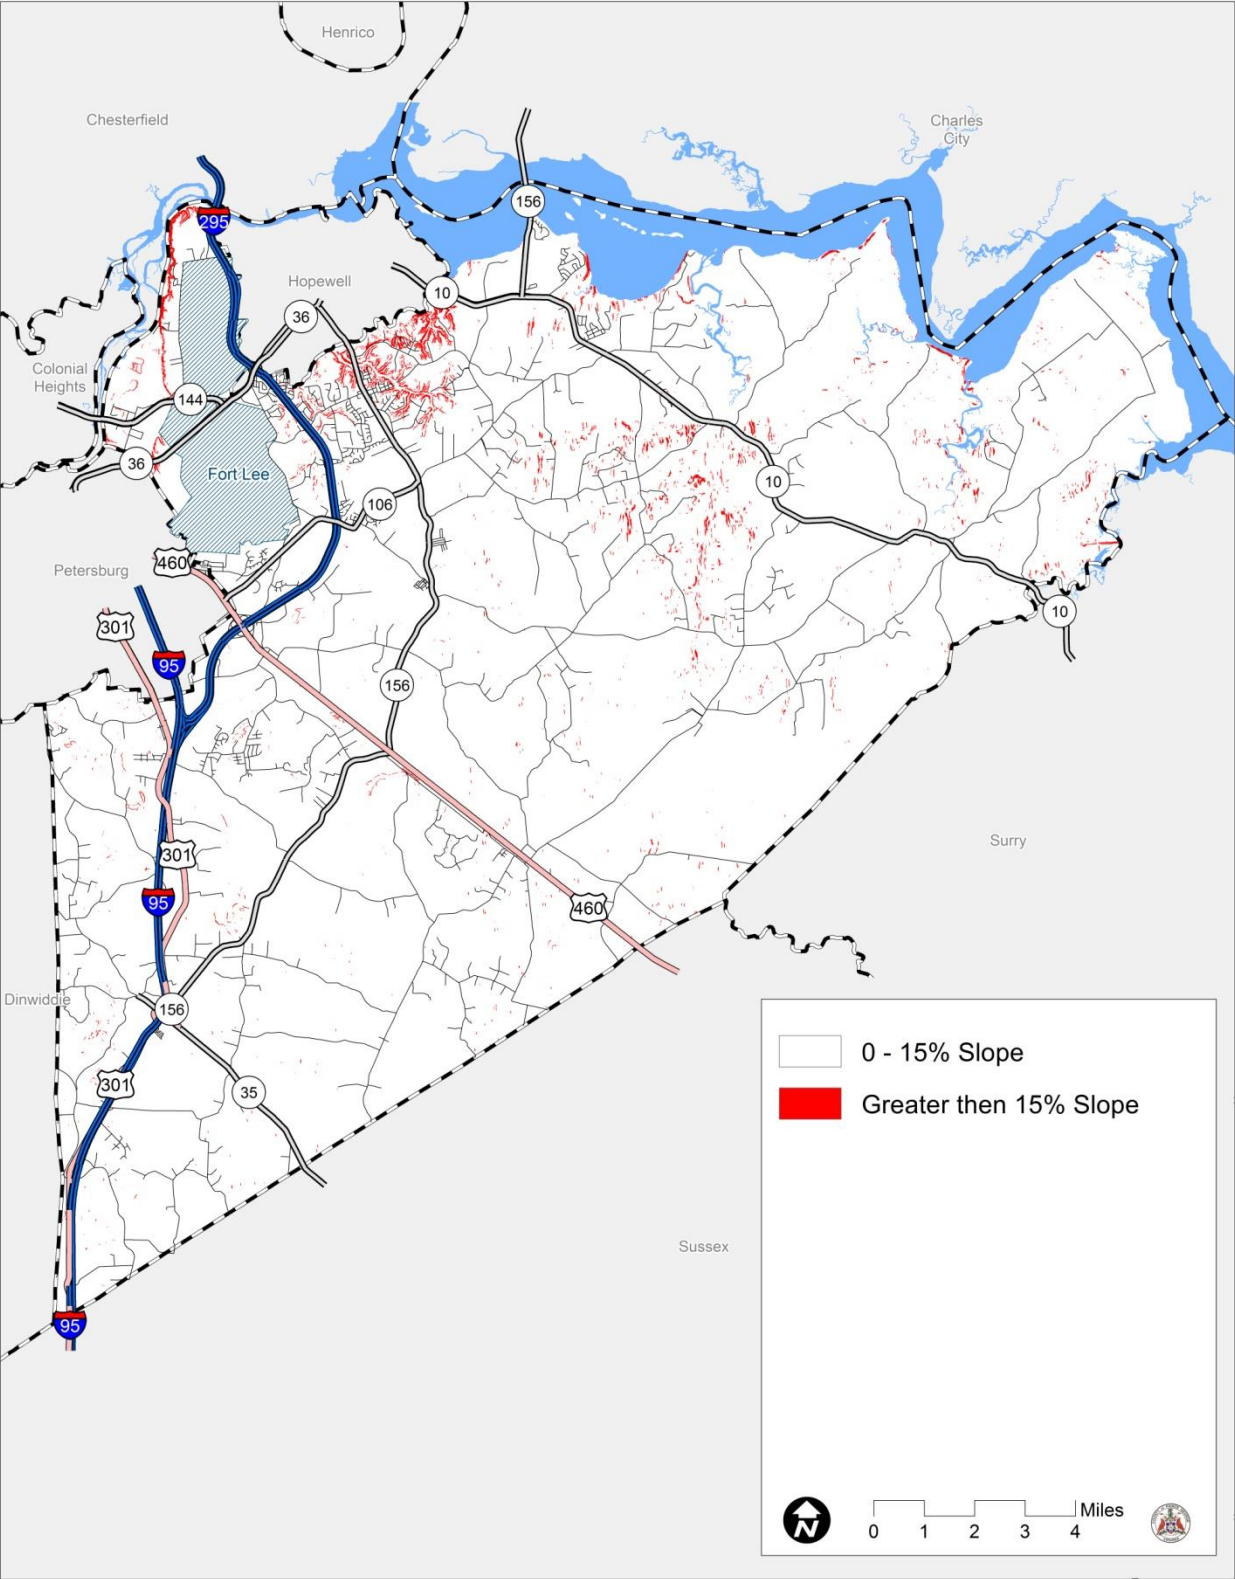 Henrico
Chesterfield
Charles
City
295
156
Hopewell
10
36
Colonial
Heights
144
36
Fort Lee
106
10
460
Petersburg
301
95
10
156
301
Surry
95
460
Dinwiddie
156
301
35
Sussex
95
0 - 15% Slope
Greater then 15% Slope
N
Miles
0 1 2 3 4